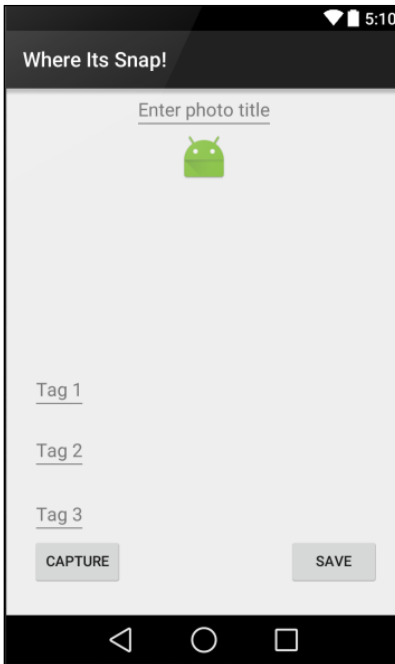 5:10
Where Its Snap!
Enter photo title
Tag 1
Tag 2
Tag 3
CAPTURE SAVE